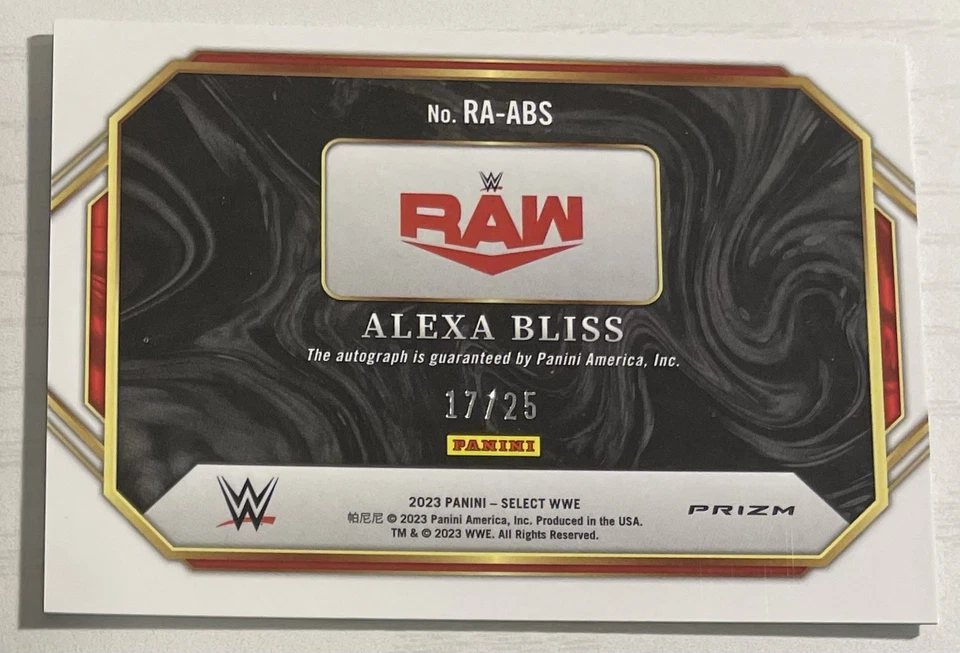 No. RA-ABS
W
RAW
ALEXA BLISS
The autograph is guaranteed by Panini America, Inc.
17/25
PANINI
W
2023 PANINI – SELECT WWE
帕尼尼 © 2023 Panini America, Inc. Produced in the USA.
TM & © 2023 WWE. All Rights Reserved.
PRIZM